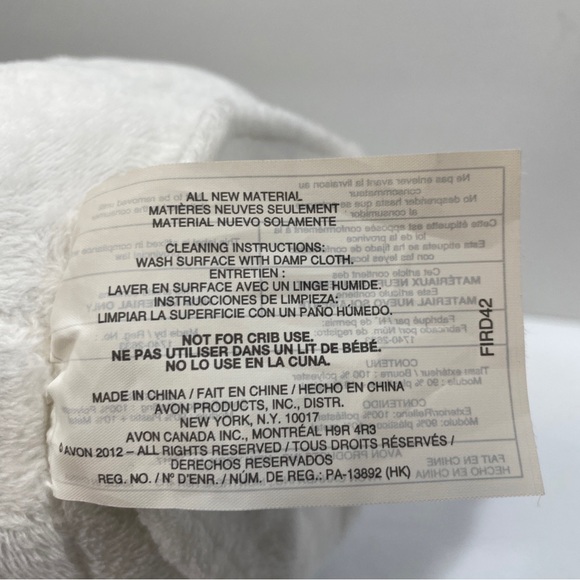 ALL NEW MATERIAL
MATIÈRES NEUVES SEULEMENT
MATERIAL NUEVO SOLAMENTE
CLEANING INSTRUCTIONS:
WASH SURFACE WITH DAMP CLOTH.
ENTRETIEN :
LAVER EN SURFACE AVEC UN LINGE HUMIDE.
INSTRUCCIONES DE LIMPIEZA:
LIMPIAR LA SUPERFICIE CON UN PAÑO HÚMEDO.
NOT FOR CRIB USE.
NE PAS UTILISER DANS UN LIT DE BÉBÉ.
NO LO USE EN LA CUNA.
MADE IN CHINA / FAIT EN CHINE / HECHO EN CHINA
AVON PRODUCTS, INC., DISTR.
NEW YORK, N.Y. 10017
AVON CANADA INC., MONTRÉAL H9R 4R3
© AVON 2012 – ALL RIGHTS RESERVED / TOUS DROITS RÉSERVÉS /
DERECHOS RESERVADOS
REG. NO. / N° D'ENR. / NÚM. DE REG.: PA-13892 (HK)
FIRD42